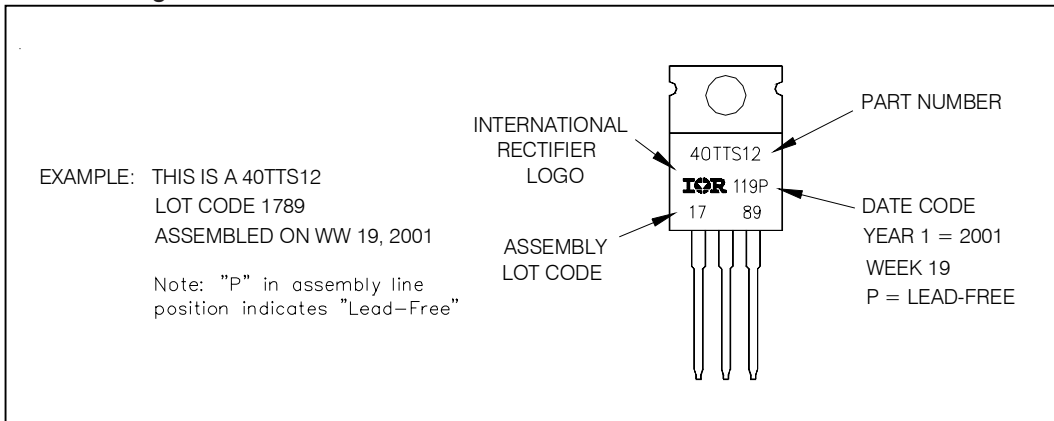 EXAMPLE: THIS IS A 40TTS12
LOT CODE 1789
ASSEMBLED ON WW 19, 2001
Note: "P" in assembly line
position indicates "Lead-Free"
INTERNATIONAL
RECTIFIER
LOGO
ASSEMBLY
LOT CODE
40TTS12
IOR 119P
17 89
PART NUMBER
DATE CODE
YEAR 1 = 2001
WEEK 19
P = LEAD-FREE